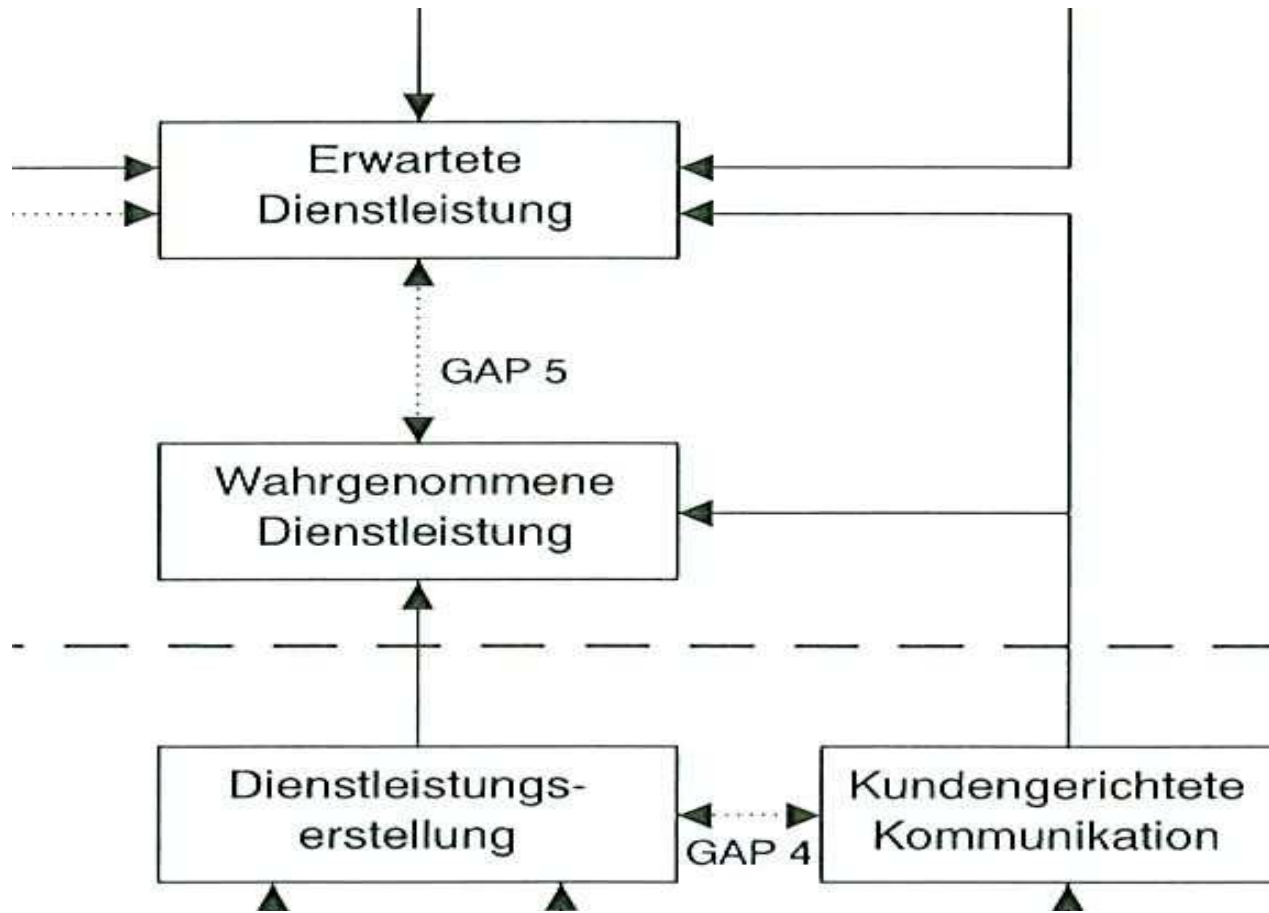 Erwartete
Dienstleistung
GAP 5
Wahrgenommene
Dienstleistung
Dienstleistungs-
erstellung
GAP 4
Kundengerichtete
Kommunikation